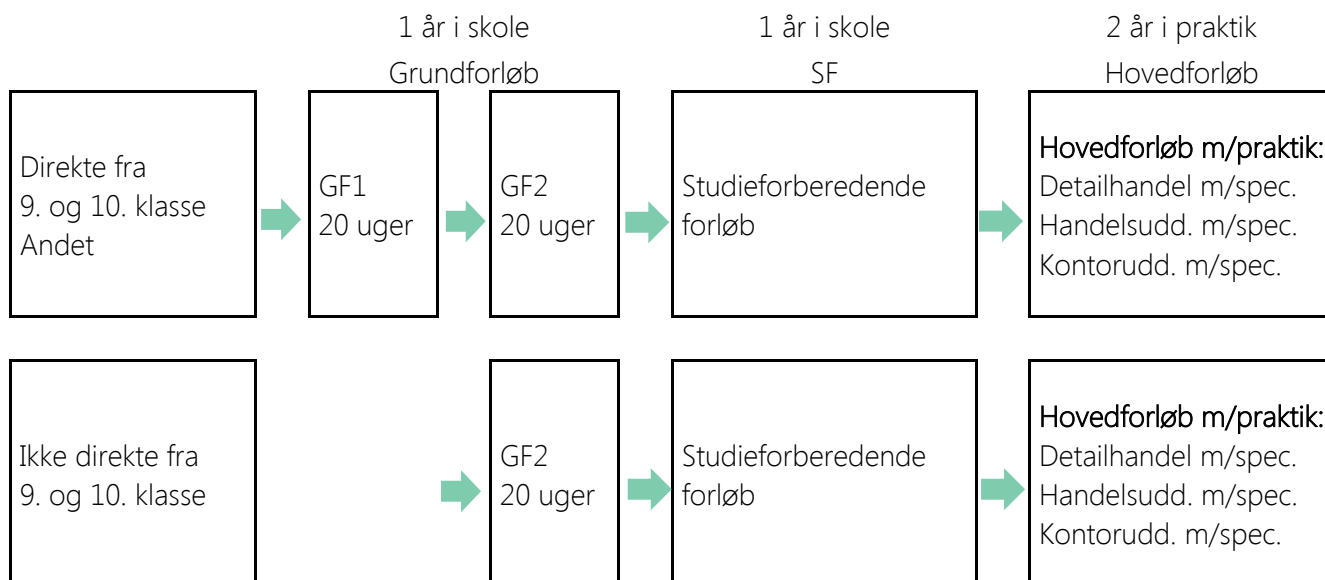 1 år i skole
Grundforløb
1 år i skole
SF
2 år i praktik
Hovedforløb
Direkte fra
9. og 10. klasse
Andet
GF1
20 uger
GF2
20 uger
Studieforberedende
forløb
Hovedforløb m/praktik:
Detailhandel m/spec.
Handelsudd. m/spec.
Kontorudd. m/spec.
Ikke direkte fra
9. og 10. klasse
GF2
20 uger
Studieforberedende
forløb
Hovedforløb m/praktik:
Detailhandel m/spec.
Handelsudd. m/spec.
Kontorudd. m/spec.